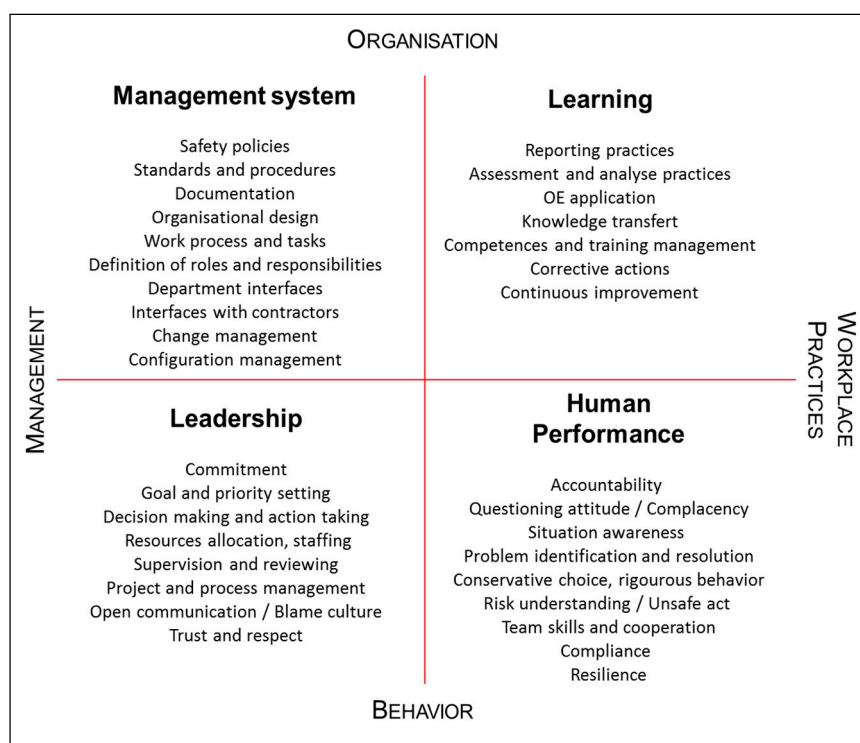 ORGANISATION
Management system
Safety policies
Standards and procedures
Documentation
Organisational design
Work process and tasks
Definition of roles and responsibilities
Department interfaces
Interfaces with contractors
Change management
Configuration management
Learning
Reporting practices
Assessment and analyse practices
OE application
Knowledge transfert
Competences and training management
Corrective actions
Continuous improvement
MANAGEMENT
WORKPLACE
PRACTICES
Leadership
Commitment
Goal and priority setting
Decision making and action taking
Resources allocation, staffing
Supervision and reviewing
Project and process management
Open communication / Blame culture
Trust and respect
Human
Performance
Accountability
Questioning attitude / Complacency
Situation awareness
Problem identification and resolution
Conservative choice, rigourous behavior
Risk understanding / Unsafe act
Team skills and cooperation
Compliance
Resilience
BEHAVIOR